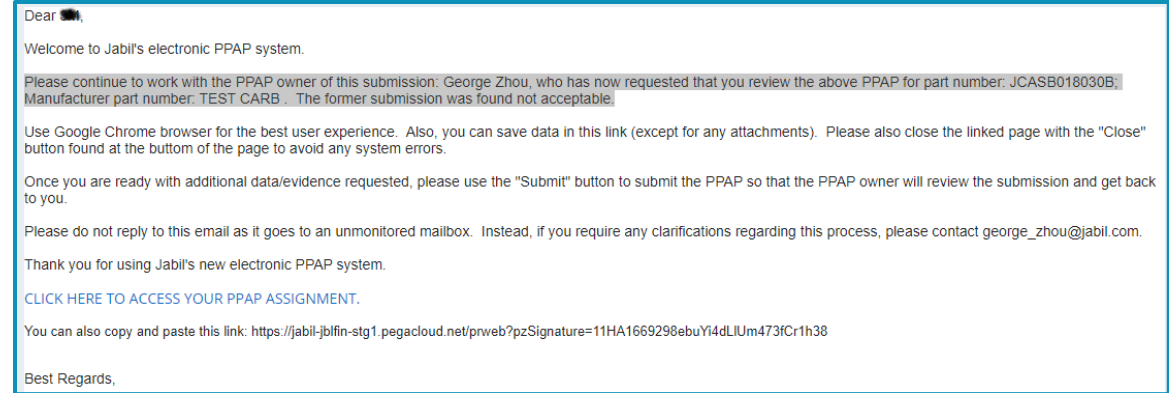 Dear ,
Welcome to Jabil's electronic PPAP system.
Please continue to work with the PPAP owner of this submission: George Zhou, who has now requested that you review the above PPAP for part number: JCASB018030B;
Manufacturer part number: TEST CARB .  The former submission was found not acceptable.
Use Google Chrome browser for the best user experience.  Also, you can save data in this link (except for any attachments).  Please also close the linked page with the "Close"
button found at the buttom of the page to avoid any system errors.
Once you are ready with additional data/evidence requested, please use the "Submit" button to submit the PPAP so that the PPAP owner will review the submission and get back
to you.
Please do not reply to this email as it goes to an unmonitored mailbox.  Instead, if you require any clarifications regarding this process, please contact george_zhou@jabil.com.
Thank you for using Jabil's new electronic PPAP system.
CLICK HERE TO ACCESS YOUR PPAP ASSIGNMENT.
You can also copy and paste this link: https://jabil-jblfin-stg1.pegacloud.net/prweb?pzSignature=11HA1669298ebuYi4dLlUm473fCr1h38
Best Regards,